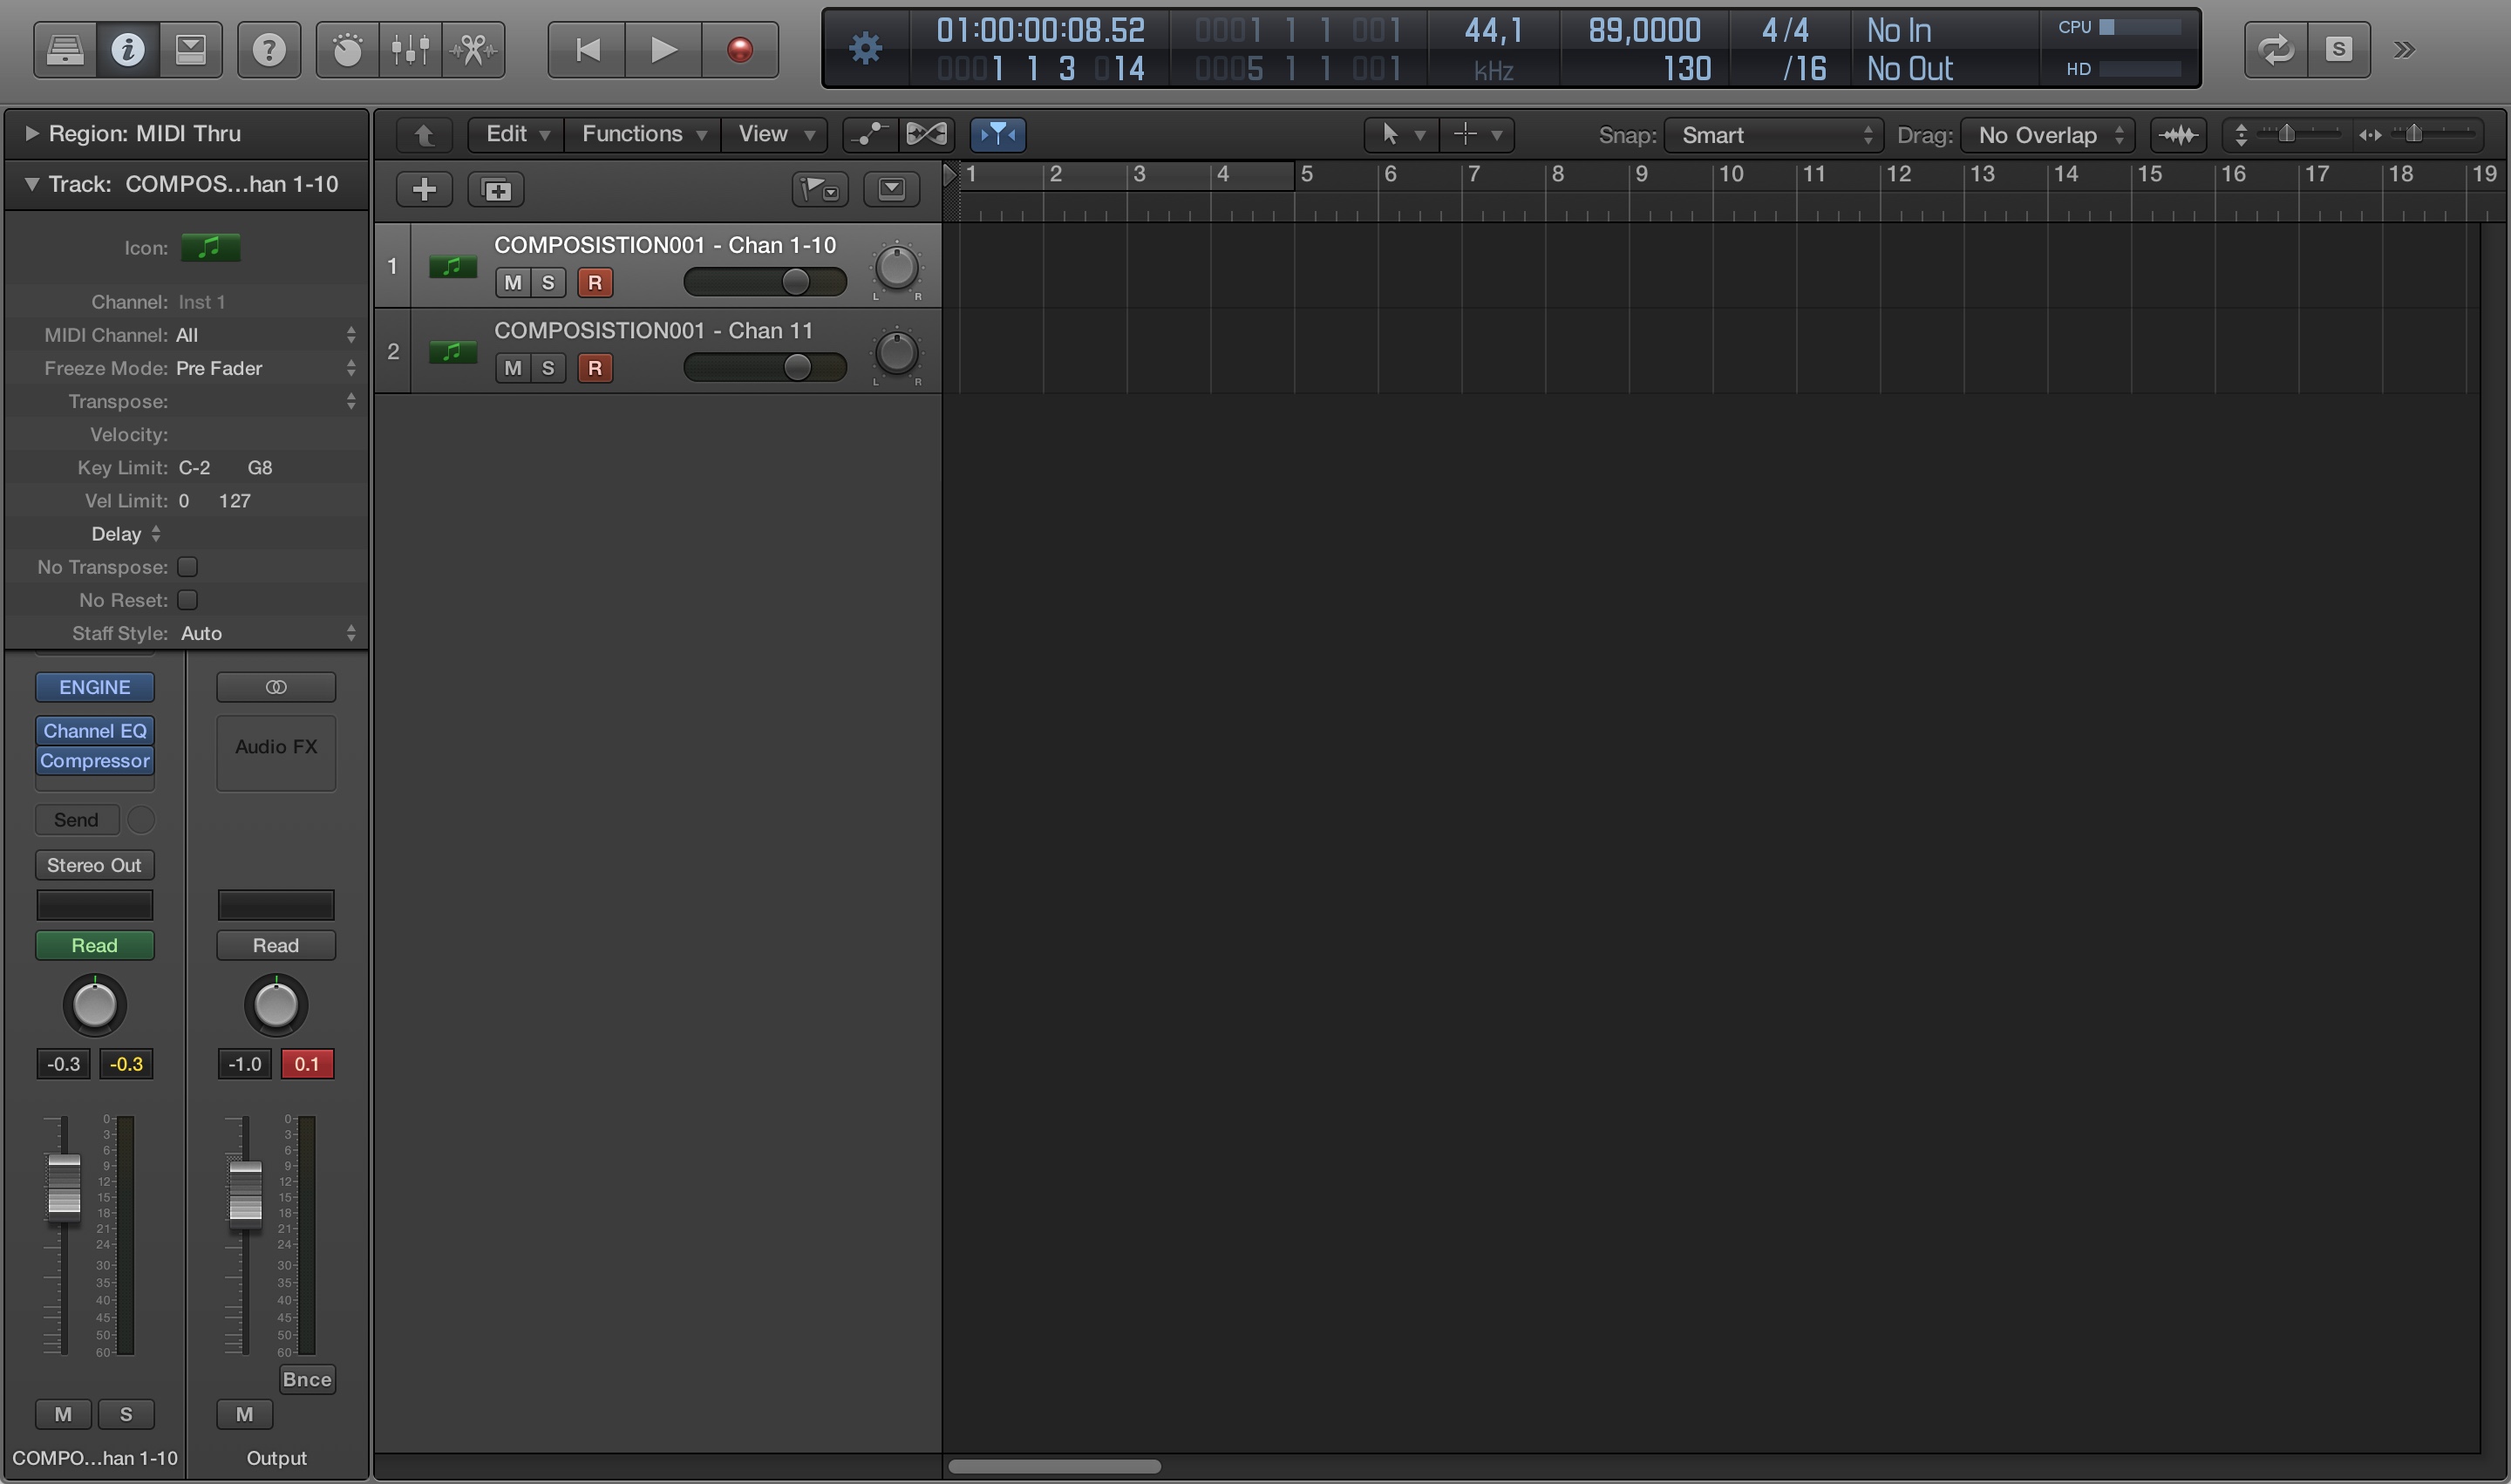 01:00:00:08.52
0001 1 1 001
44,1
89,0000
4/4
No In
CPU
0001 1 3 014
0005 1 1 001
kHz
130
/16
No Out
HD
S
Region: MIDI Thru
Edit
Functions
View
Snap: Smart
Drag: No Overlap
Track: COMPOS...han 1-10
1 2 3 4 5 6 7 8 9 10 11 12 13 14 15 16 17 18 19
Icon:
Channel: Inst 1
MIDI Channel: All
Freeze Mode: Pre Fader
Transpose:
Velocity:
Key Limit: C-2 G8
Vel Limit: 0 127
Delay
No Transpose:
No Reset:
Staff Style: Auto
1
COMPOSISTION001 - Chan 1-10
M S R
L R
2
COMPOSISTION001 - Chan 11
M S R
L R
ENGINE
Channel EQ
Compressor
Audio FX
Send
Stereo Out
Read
Read
-0.3 -0.3
-1.0 0.1
0
3
6
9
12
15
18
21
24
30
35
40
45
50
60
0
3
6
9
12
15
18
21
24
30
35
40
45
50
60
Bnce
M S
M
COMPO...han 1-10
Output